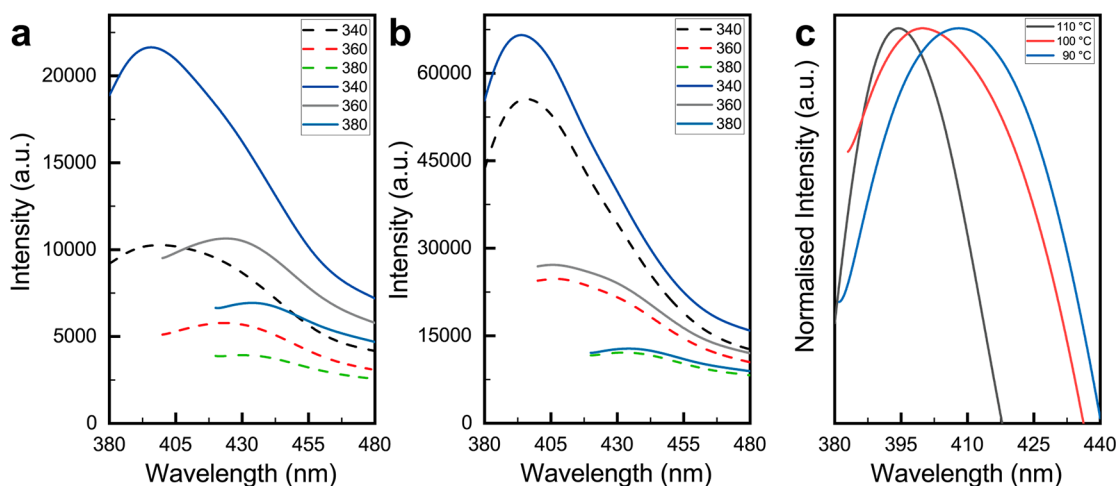 a
340
360
380
340
360
380
20000
15000
10000
5000
0
380 405 430 455 480
Intensity (a.u.)
Wavelength (nm)
b
340
360
380
340
360
380
60000
45000
30000
15000
0
380 405 430 455 480
Intensity (a.u.)
Wavelength (nm)
c
110 °C
100 °C
90 °C
380 395 410 425 440
Normalised Intensity (a.u.)
Wavelength (nm)